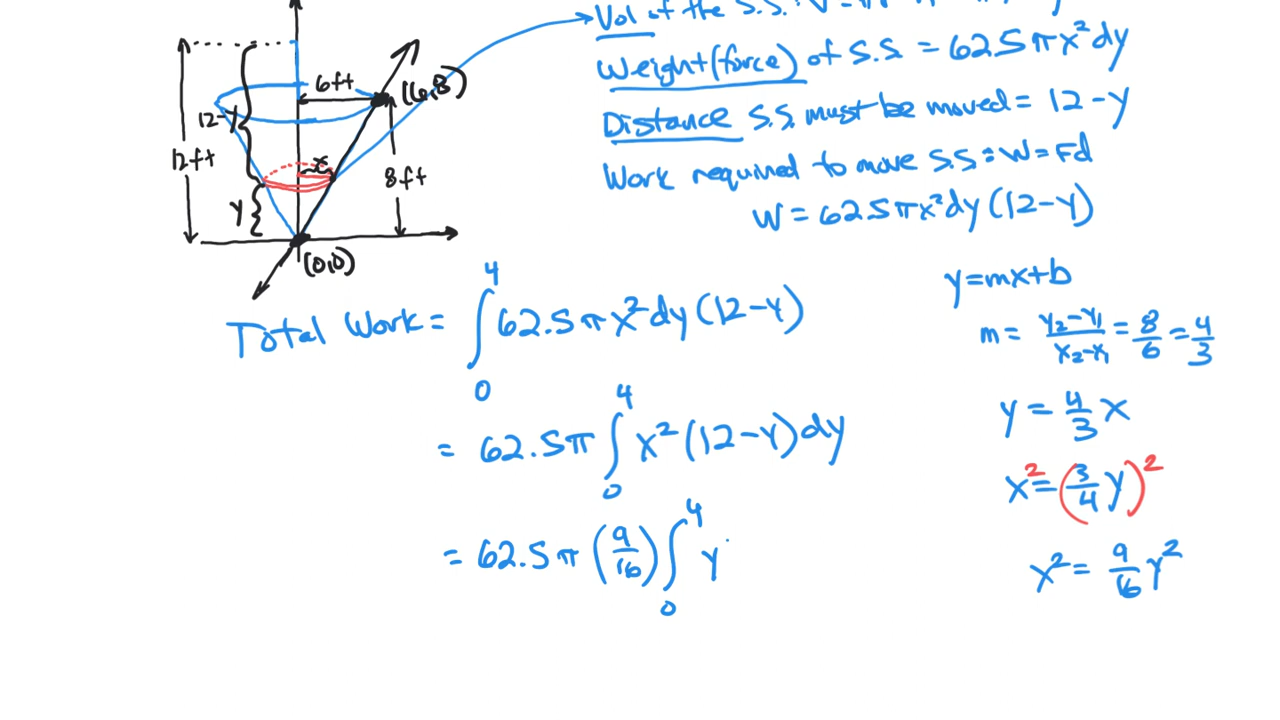 Vol of the S.S.: V =
Weight (force) of S.S = 62.5πx²dy
Distance S.S. must be moved = 12-y
Work required to move S.S: W = Fd
W = 62.5πx²dy (12-y)
6ft
(6,8)
12-y
12ft
x
8ft
y
(0,0)
y=mx+b
m = y₂-y₁/x₂-x₁ = 8/6 = 4/3
Total Work = ∫₀⁴ 62.5πx²dy (12-y)
y = 4/3 x
= 62.5π ∫₀⁴ x² (12-y) dy
x² = (3/4 y)²
= 62.5π (9/16) ∫₀⁴ y
x² = 9/16 y²